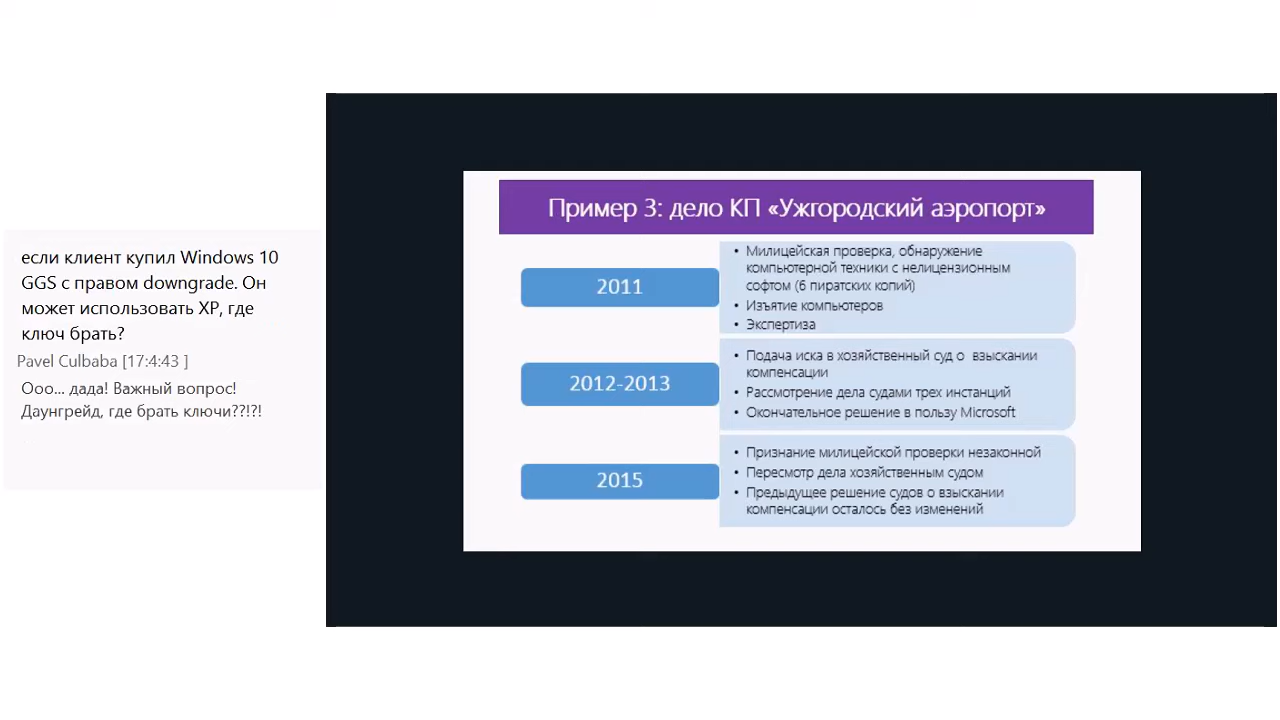 если клиент купил Windows 10
GGS с правом downgrade. Он
может использовать XP, где
ключ брать?
Pavel Culbaba [17:4:43 ]
Ооо... дада! Важный вопрос!
Даунгрейд, где брать ключи??!?!
Пример 3: дело КП «Ужгородский аэропорт»
2011
• Милицейская проверка, обнаружение
компьютерной техники с нелицензионным
софтом (6 пиратских копий)
• Изъятие компьютеров
• Экспертиза
2012-2013
• Подача иска в хозяйственный суд о взыскании
компенсации
• Рассмотрение дела судами трех инстанций
• Окончательное решение в пользу Microsoft
2015
• Признание милицейской проверки незаконной
• Пересмотр дела хозяйственным судом
• Предыдущее решение судов о взыскании
компенсации осталось без изменений